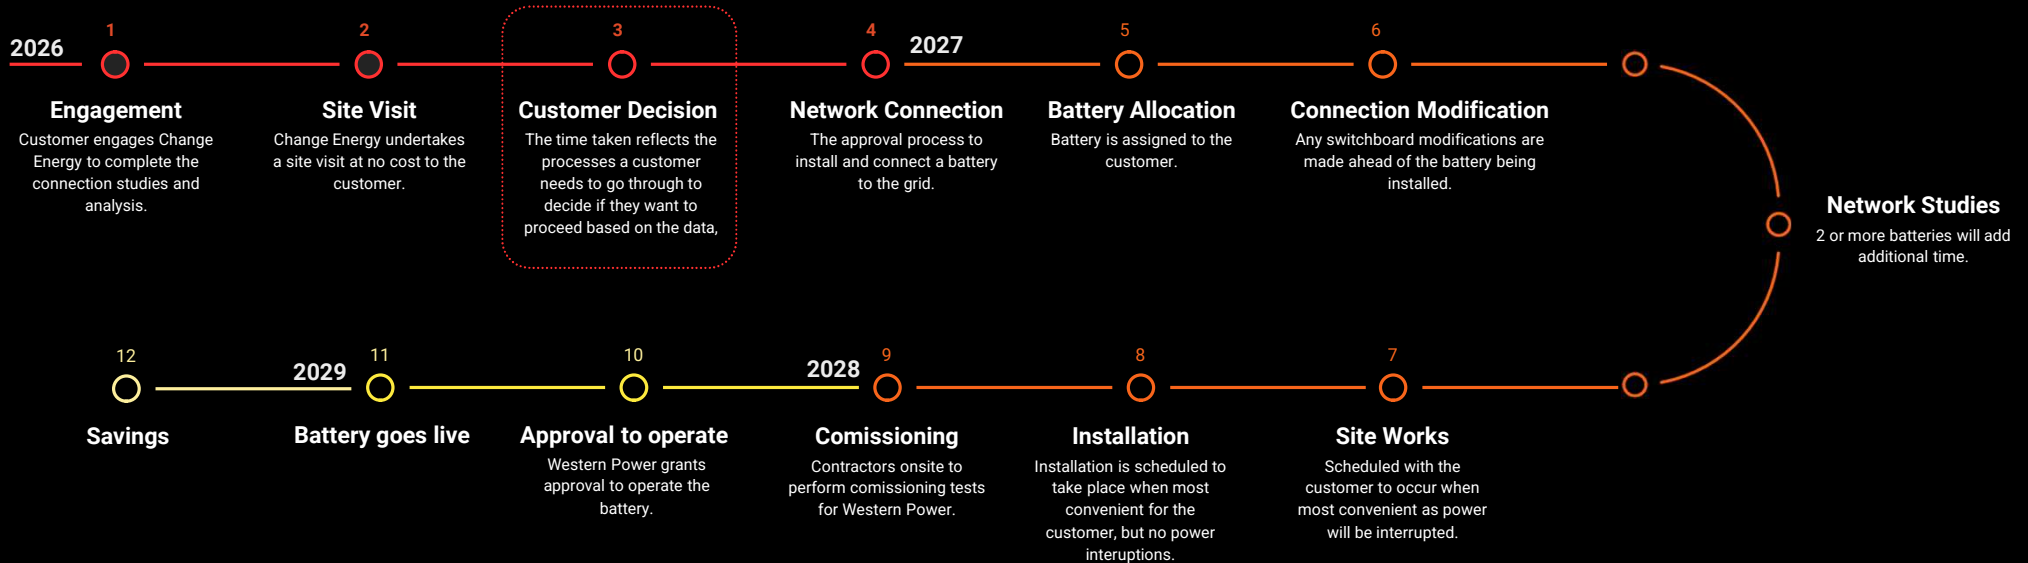 2026
1
Engagement
Customer engages Change
Energy to complete the
connection studies and
analysis.
2
Site Visit
Change Energy undertakes
a site visit at no cost to the
customer.
3
Customer Decision
The time taken reflects the
processes a customer
needs to go through to
decide if they want to
proceed based on the data,
4
Network Connection
The approval process to
install and connect a battery
to the grid.
2027
5
Battery Allocation
Battery is assigned to the
customer.
6
Connection Modification
Any switchboard modifications are
made ahead of the battery being
installed.
Network Studies
2 or more batteries will add
additional time.
7
Site Works
Scheduled with the
customer to occur when
most convenient as power
will be interrupted.
8
Installation
Installation is scheduled to
take place when most
convenient for the
customer, but no power
interuptions.
9
Comissioning
Contractors onsite to
perform comissioning tests
for Western Power.
2028
10
Approval to operate
Western Power grants
approval to operate the
battery.
11
Battery goes live
2029
12
Savings